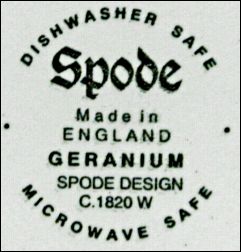 DISHWASHER SAFE
Spode
Made in
ENGLAND
GERANIUM
SPODE DESIGN
C.1820 W
MICROWAVE SAFE